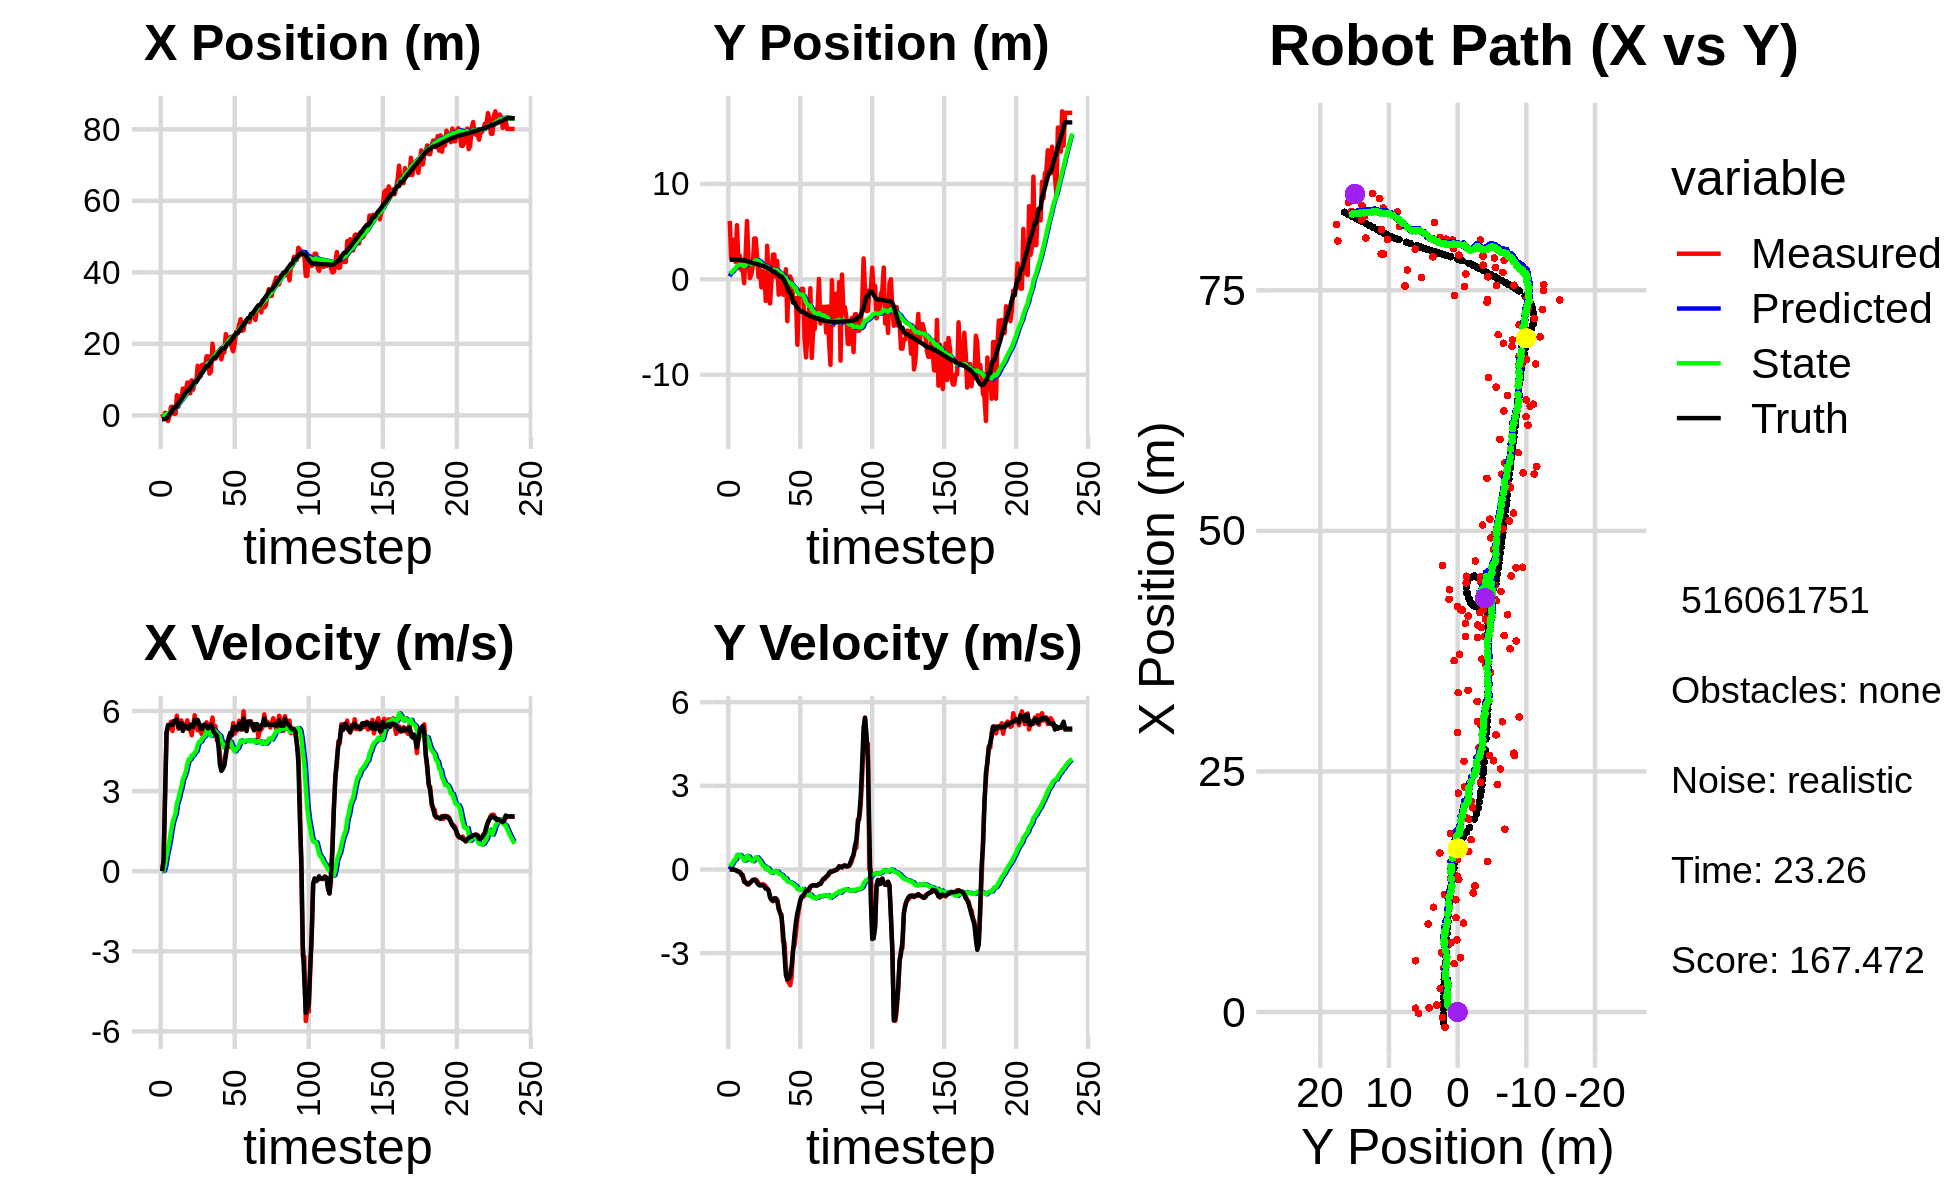 X Position (m)
80
60
40
20
0
0
50
100
150
200
250
timestep
Y Position (m)
10
0
-10
0
50
100
150
200
250
timestep
X Velocity (m/s)
6
3
0
-3
-6
0
50
100
150
200
250
timestep
Y Velocity (m/s)
6
3
0
-3
0
50
100
150
200
250
timestep
Robot Path (X vs Y)
X Position (m)
75
50
25
0
20 10 0 -10 -20
Y Position (m)
variable
Measured
Predicted
State
Truth
516061751
Obstacles: none
Noise: realistic
Time: 23.26
Score: 167.472